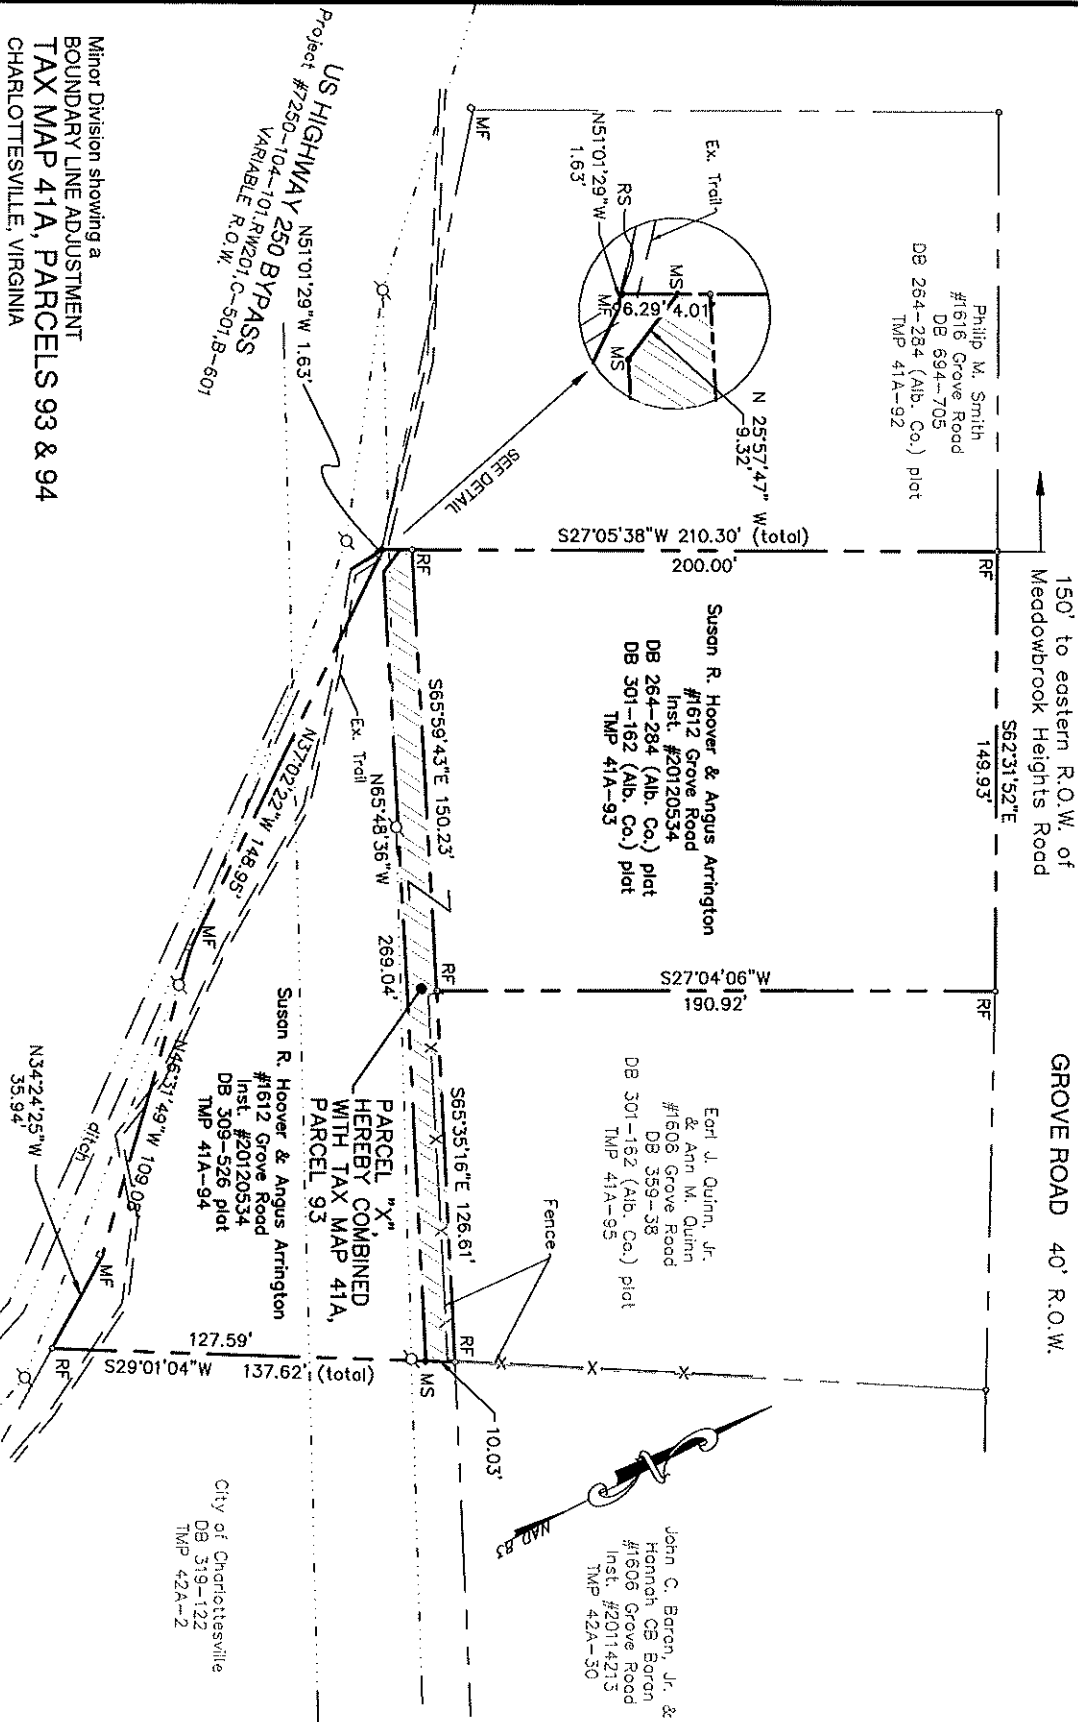 150' to eastern R.O.W. of
Meadowbrook Heights Road
GROVE ROAD 40' R.O.W.
S62°31'52"E
149.93'
RF
RF
Philip M. Smith
#1616 Grove Road
DB 694-705
DB 264-284 (Alb. Co.) plat
TMP 41A-92
S27°05'38"W 210.30' (total)
200.00'
Susan R. Hoover & Angus Arrington
#1612 Grove Road
Inst. #20120534
DB 264-284 (Alb. Co.) plat
DB 301-162 (Alb. Co.) plat
TMP 41A-93
S27°04'06"W
190.92'
Earl J. Quinn, Jr.
& Ann M. Quinn
#1608 Grove Road
DB 359-38
DB 301-162 (Alb. Co.) plat
TMP 41A-95
John C. Baran, Jr. &
Hannah CB Baran
#1606 Grove Road
Inst. #20114213
TMP 42A-30
Ex. Trail
RS
N51°01'29"W
1.63'
MS
MF
6.29'
4.01'
MS
N 25°57'47" W
9.32'
SEE DETAIL
MF
RF
S65°59'43"E 150.23'
RF
S65°35'16"E 126.61'
RF
Fence
X
X
X
X
X
X
NAD 83
10.03'
MS
N65°48'36"W
269.04'
PARCEL "X",
HEREBY COMBINED
WITH TAX MAP 41A,
PARCEL 93
Ex. Trail
N51°01'29"W 1.63'
US HIGHWAY 250 BYPASS
Project #7250-104-101,RW201,C-501,B-601
VARIABLE R.O.W.
N37°02'22"W 148.95'
MF
Susan R. Hoover & Angus Arrington
#1612 Grove Road
Inst. #20120534
DB 309-526 plat
TMP 41A-94
N46°31'49"W 109.08'
127.59'
S29°01'04"W 137.62' (total)
MF
RF
ditch
N34°24'25"W
35.94'
City of Charlottesville
DB 319-122
TMP 42A-2
Minor Division showing a
BOUNDARY LINE ADJUSTMENT
TAX MAP 41A, PARCELS 93 & 94
CHARLOTTESVILLE, VIRGINIA